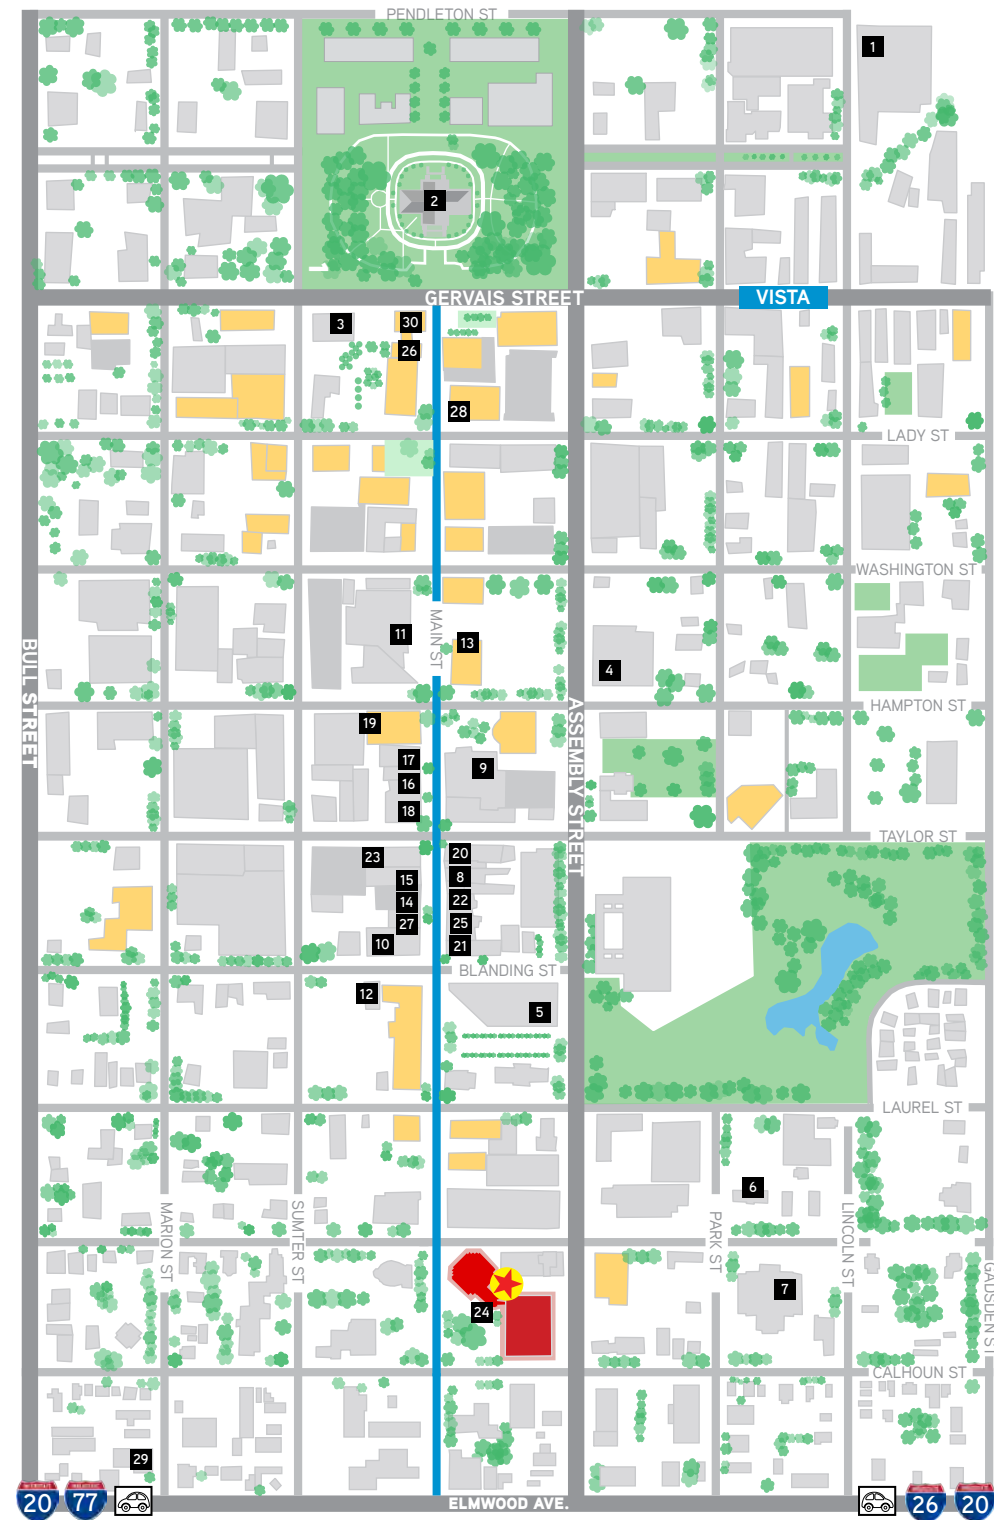 PENDLETON ST
1
2
GERVAIS STREET
VISTA
3
30
26
28
LADY ST
WASHINGTON ST
MAIN ST
11
13
4
BULL STREET
HAMPTON ST
ASSEMBLY STREET
19
17
16
18
9
TAYLOR ST
23
15
14
27
10
20
8
22
25
21
BLANDING ST
12
5
LAUREL ST
6
MARION ST
SUMTER ST
PARK ST
LINCOLN ST
GADSDEN ST
7
24
CALHOUN ST
29
20
77
ELMWOOD AVE.
26
20